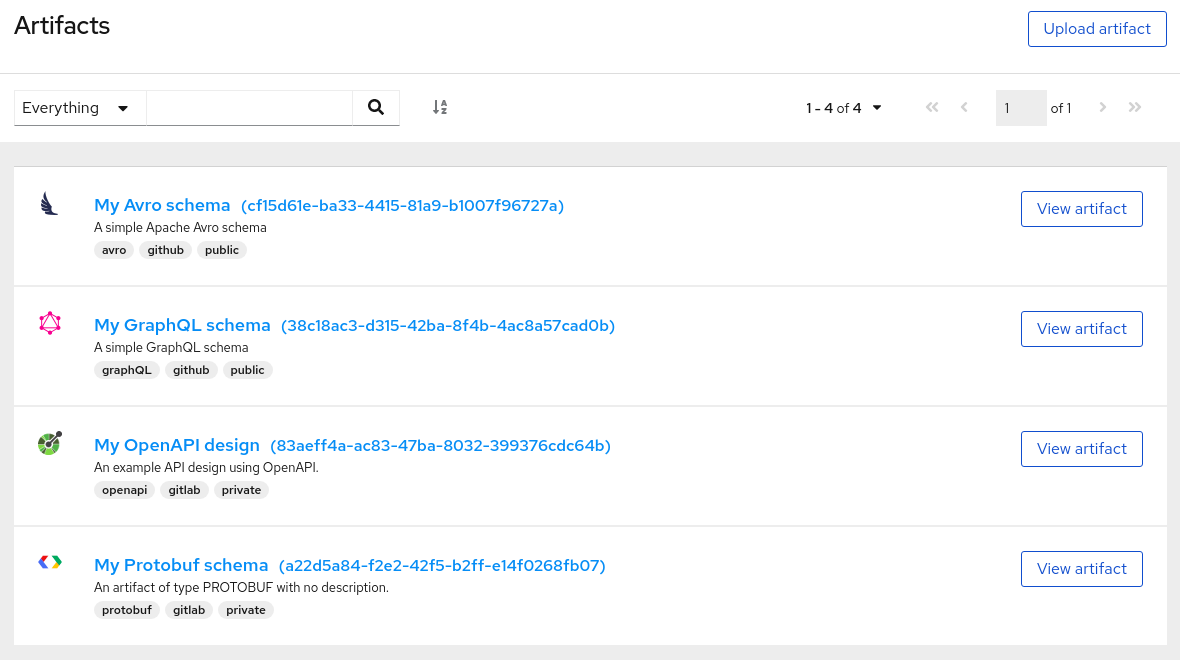 Artifacts
Upload artifact
Everything
1 - 4 of 4
1 of 1
My Avro schema (cf15d61e-ba33-4415-81a9-b1007f96727a)
View artifact
A simple Apache Avro schema
avro github public
My GraphQL schema (38c18ac3-d315-42ba-8f4b-4ac8a57cad0b)
View artifact
A simple GraphQL schema
graphQL github public
My OpenAPI design (83aeff4a-ac83-47ba-8032-399376cdc64b)
View artifact
An example API design using OpenAPI.
openapi gitlab private
My Protobuf schema (a22d5a84-f2e2-42f5-b2ff-e14f0268fb07)
View artifact
An artifact of type PROTOBUF with no description.
protobuf gitlab private